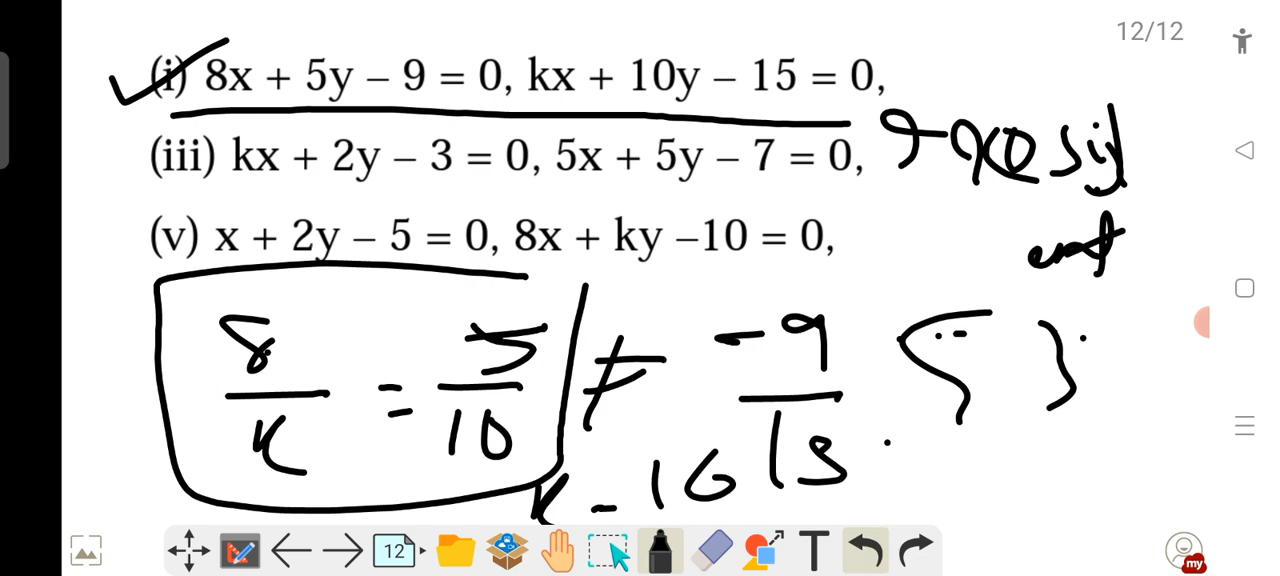 12/12
(i) 8x + 5y – 9 = 0, kx + 10y – 15 = 0,
(iii) kx + 2y – 3 = 0, 5x + 5y – 7 = 0,
(v) x + 2y – 5 = 0, 8x + ky –10 = 0,
8/K = 5/10 ≠ -9/15
K - 16
12
T
my